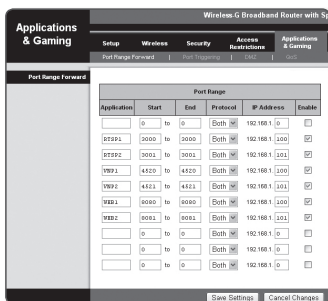 Wireless-G Broadband Router with Sp
Applications
& Gaming
Setup Wireless Security Access Restrictions Applications & Gaming
Port Range Forward | Port Triggering | DMZ | QoS
Port Range Forward
Port Range
Application Start End Protocol IP Address Enable
0 to 0 Both 192.168.1. 0
RTSP1 3000 to 3000 Both 192.168.1. 100
RTSP2 3001 to 3001 Both 192.168.1. 101
VNP1 4520 to 4520 Both 192.168.1. 100
VNP2 4521 to 4521 Both 192.168.1. 101
WEB1 8080 to 8080 Both 192.168.1. 100
WEB2 8081 to 8081 Both 192.168.1. 101
0 to 0 Both 192.168.1. 0
0 to 0 Both 192.168.1. 0
0 to 0 Both 192.168.1. 0
Save Settings Cancel Changes